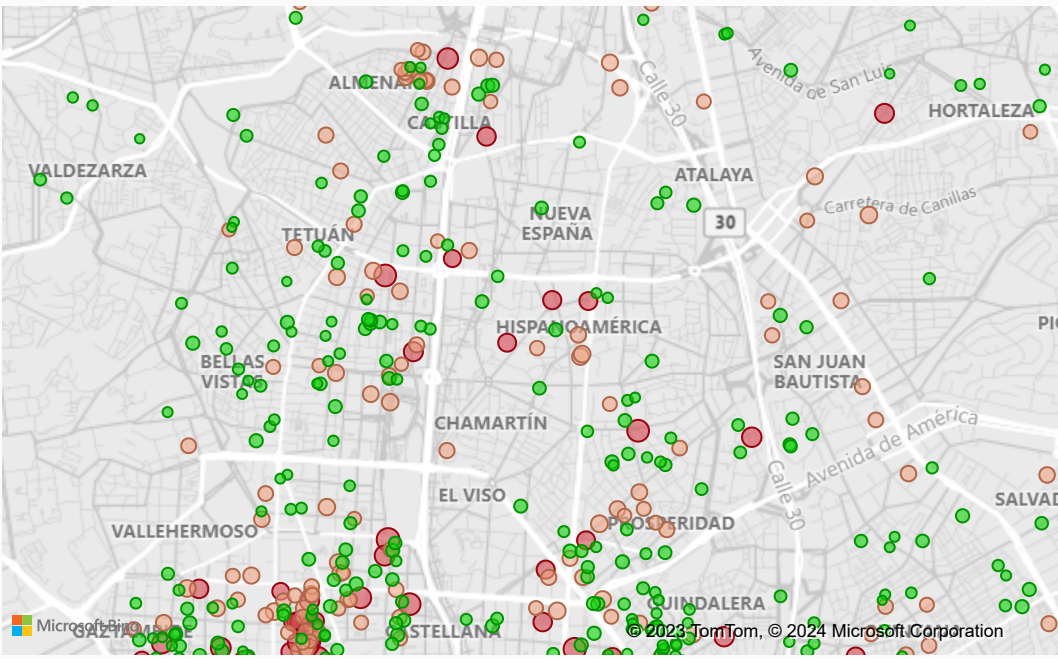 Avenida de San Luis
ALMENARA
Calle 30
HORTALEZA
CASTILLA
VALDEZARZA
ATALAYA
Carretera de Canillas
NUEVA
ESPAÑA
30
TETUÁN
HISPANOAMÉRICA
BELLAS
VISTAS
SAN JUAN
BAUTISTA
CHAMARTÍN
Avenida de América
EL VISO
Calle 30
SALVAD
VALLEHERMOSO
PROSPERIDAD
GUINDALERA
Microsoft Bing
GAZTAMBIDE
CASTELLANA
© 2023 TomTom, © 2024 Microsoft Corporation